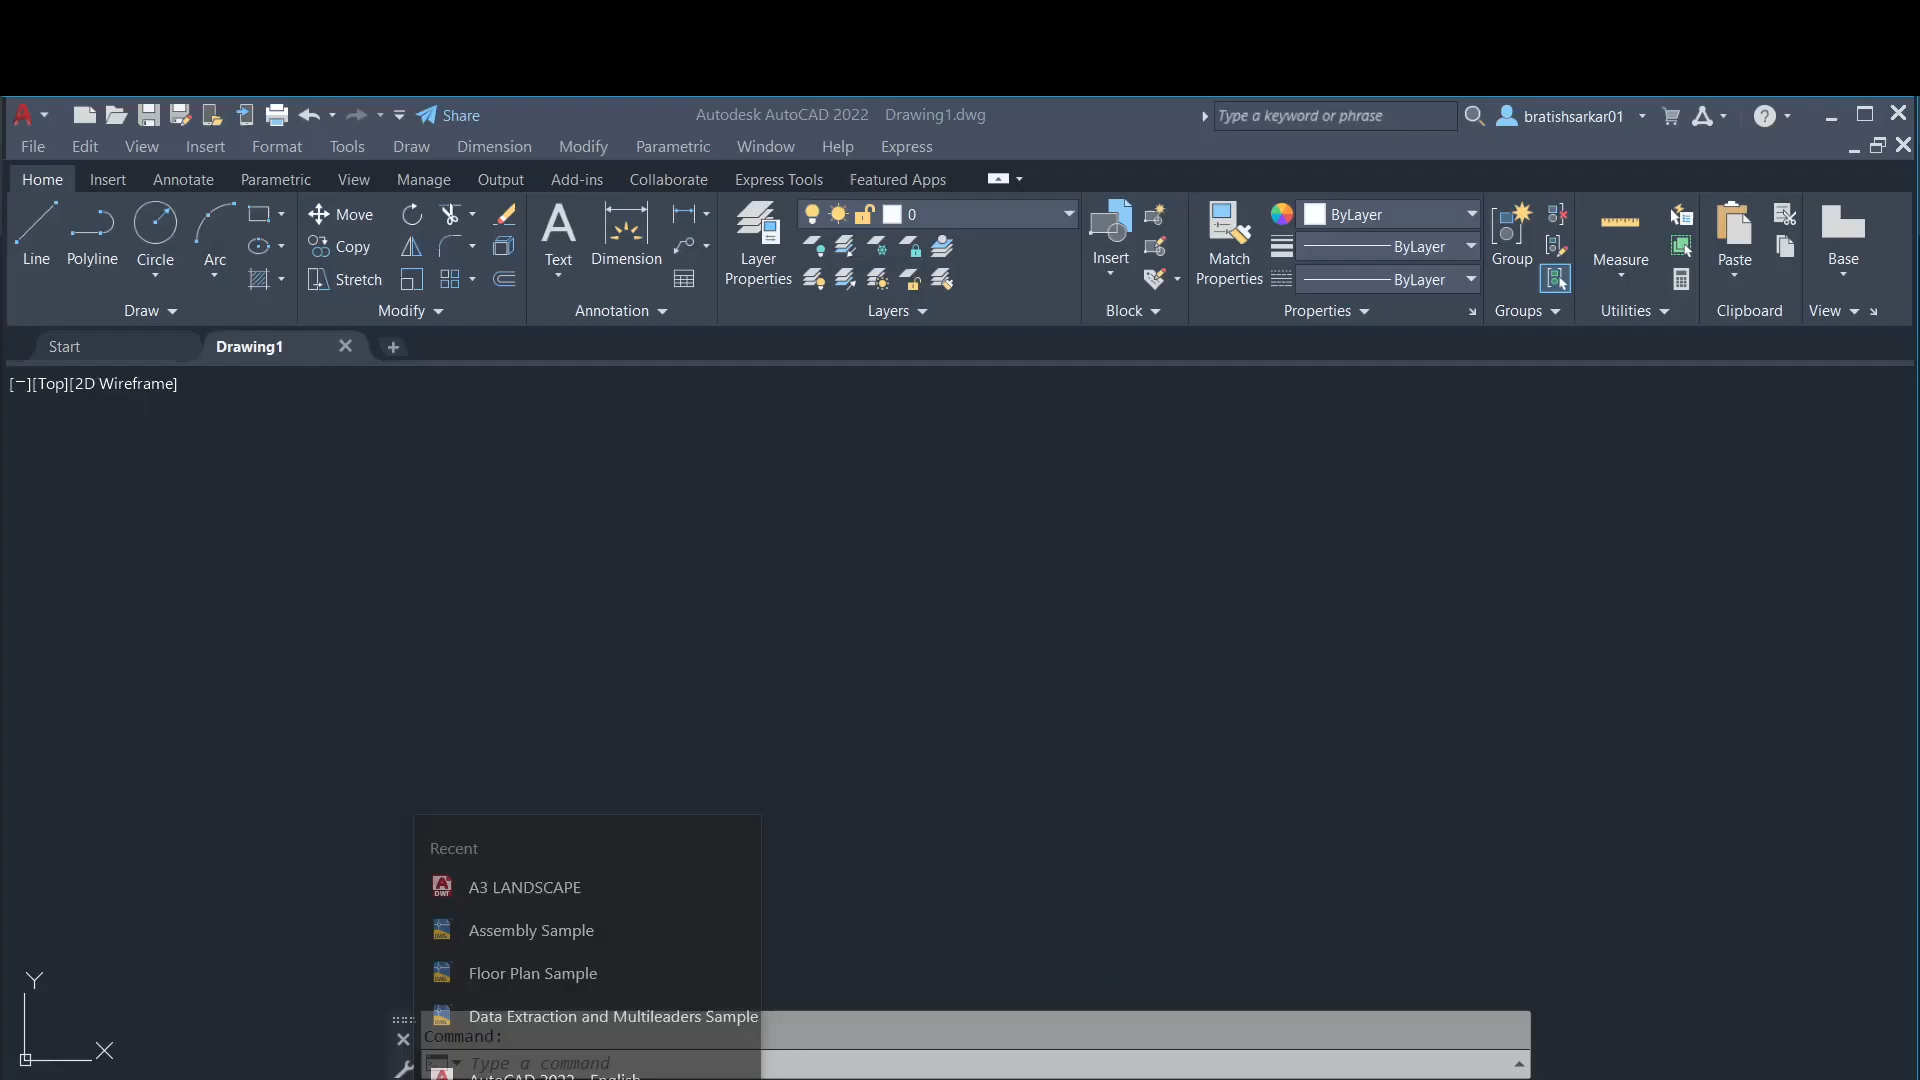 Share
Autodesk AutoCAD 2022 Drawing1.dwg
Type a keyword or phrase
bratishsarkar01
File Edit View Insert Format Tools Draw Dimension Modify Parametric Window Help Express
Home Insert Annotate Parametric View Manage Output Add-ins Collaborate Express Tools Featured Apps
Line Polyline Circle Arc
Move
Copy
Stretch
Text Dimension
Layer Properties
0
Insert
Match Properties
ByLayer
ByLayer
ByLayer
Group
Measure
Paste
Base
Draw Modify Annotation Layers Block Properties Groups Utilities Clipboard View
Start Drawing1
[−][Top][2D Wireframe]
Recent
A3 LANDSCAPE
Assembly Sample
Floor Plan Sample
Data Extraction and Multileaders Sample
Command:
Type a command
AutoCAD 2022 - English
Y
X